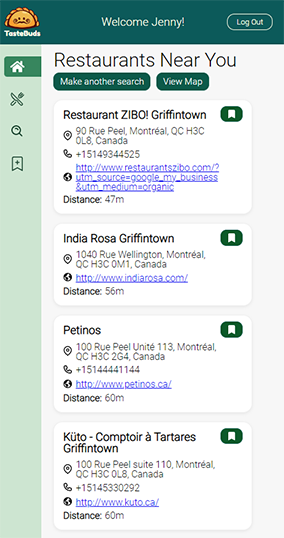 Welcome Jenny!
Log Out
TasteBuds
Restaurants Near You
Make another search
View Map
Restaurant ZIBO! Griffintown
90 Rue Peel, Montréal, QC H3C
0L8, Canada
+15149344525
http://www.restaurantszibo.com/?
utm_source=google_my_business
&utm_medium=organic
Distance: 47m
India Rosa Griffintown
1040 Rue Wellington, Montréal,
QC H3C 0M1, Canada
https://www.indiarosa.com/
Distance: 56m
Petinos
100 Rue Peel Unité 113, Montréal,
QC H3C 2G4, Canada
+15144441144
http://www.petinos.ca/
Distance: 60m
Küto - Comptoir à Tartares
Griffintown
100 Rue Peel suite 110, Montréal,
QC H3C 0L8, Canada
+15145330292
http://www.kuto.ca/
Distance: 60m